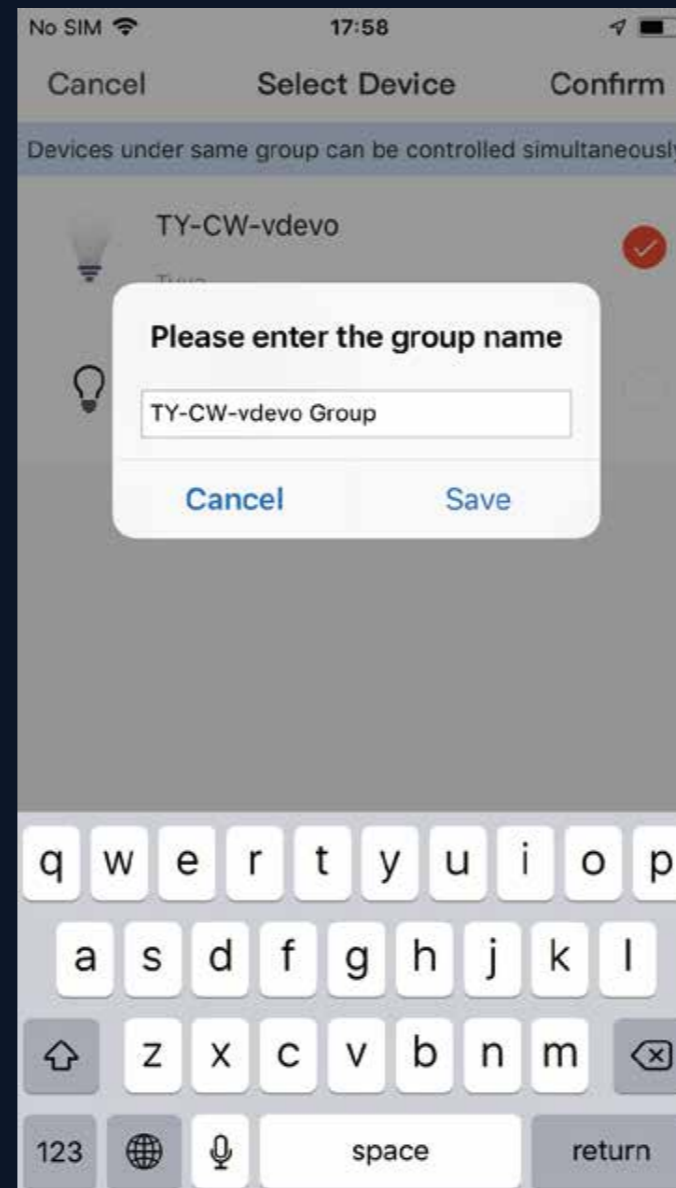 No SIM 17:58
Cancel Select Device Confirm
Devices under same group can be controlled simultaneously
TY-CW-vdevo
Tuya
Please enter the group name
TY-CW-vdevo Group
Cancel Save
q w e r t y u i o p
a s d f g h j k l
z x c v b n m
123 space return